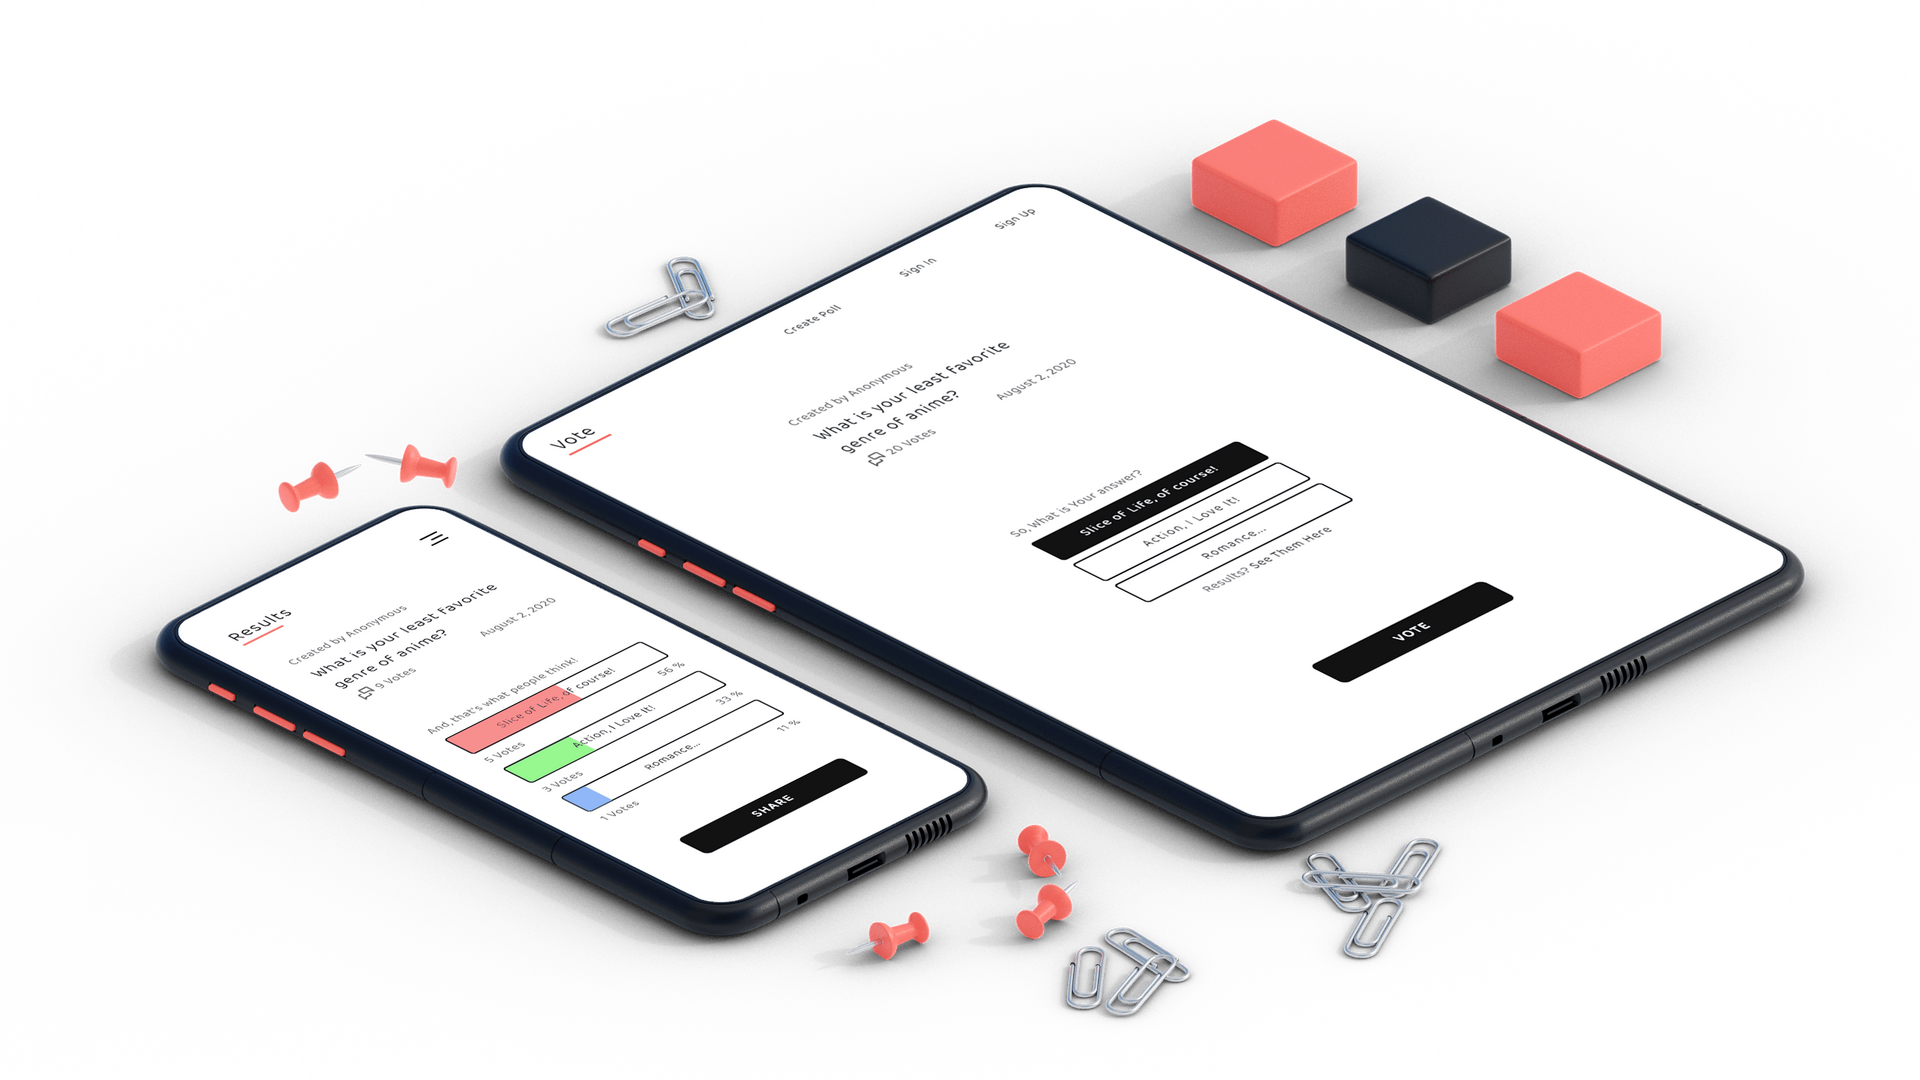 Vote
Create Poll
Sign In
Sign Up
Created by Anonymous
What is your least favorite
genre of anime?
20 Votes
August 2, 2020
So, What is Your answer?
Slice of Life, of course!
Action, I Love It!
Romance...
Results? See Them Here
VOTE
Results
Created by Anonymous
What is your least favorite
genre of anime?
9 Votes
August 2, 2020
And, that's what people think!
Slice of Life, of course!
5 Votes
56 %
Action, I Love It!
3 Votes
33 %
Romance...
1 Votes
11 %
SHARE